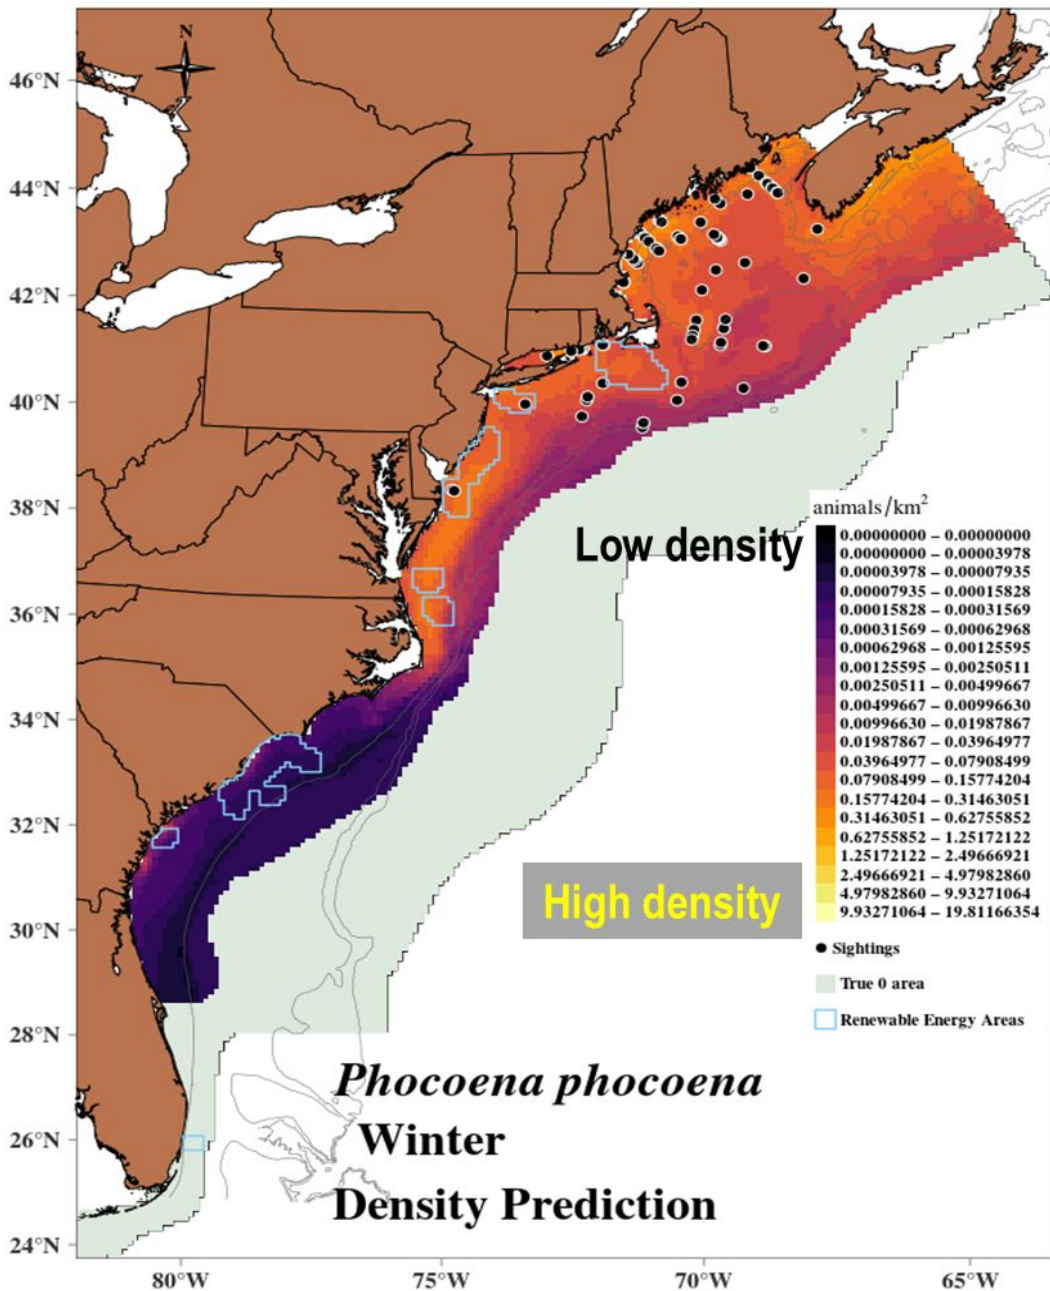 N
46°N
44°N
42°N
40°N
38°N
36°N
34°N
32°N
30°N
28°N
26°N
24°N
80°W
75°W
70°W
65°W
Low density
High density
animals/km²
0.00000000 – 0.00000000
0.00000000 – 0.00003978
0.00003978 – 0.00007935
0.00007935 – 0.00015828
0.00015828 – 0.00031569
0.00031569 – 0.00062968
0.00062968 – 0.00125595
0.00125595 – 0.00250511
0.00250511 – 0.00499667
0.00499667 – 0.00996630
0.00996630 – 0.01987867
0.01987867 – 0.03964977
0.03964977 – 0.07908499
0.07908499 – 0.15774204
0.15774204 – 0.31463051
0.31463051 – 0.62755852
0.62755852 – 1.25172122
1.25172122 – 2.49666921
2.49666921 – 4.97982860
4.97982860 – 9.93271064
9.93271064 – 19.81166354
Sightings
True 0 area
Renewable Energy Areas
Phocoena phocoena
Winter
Density Prediction